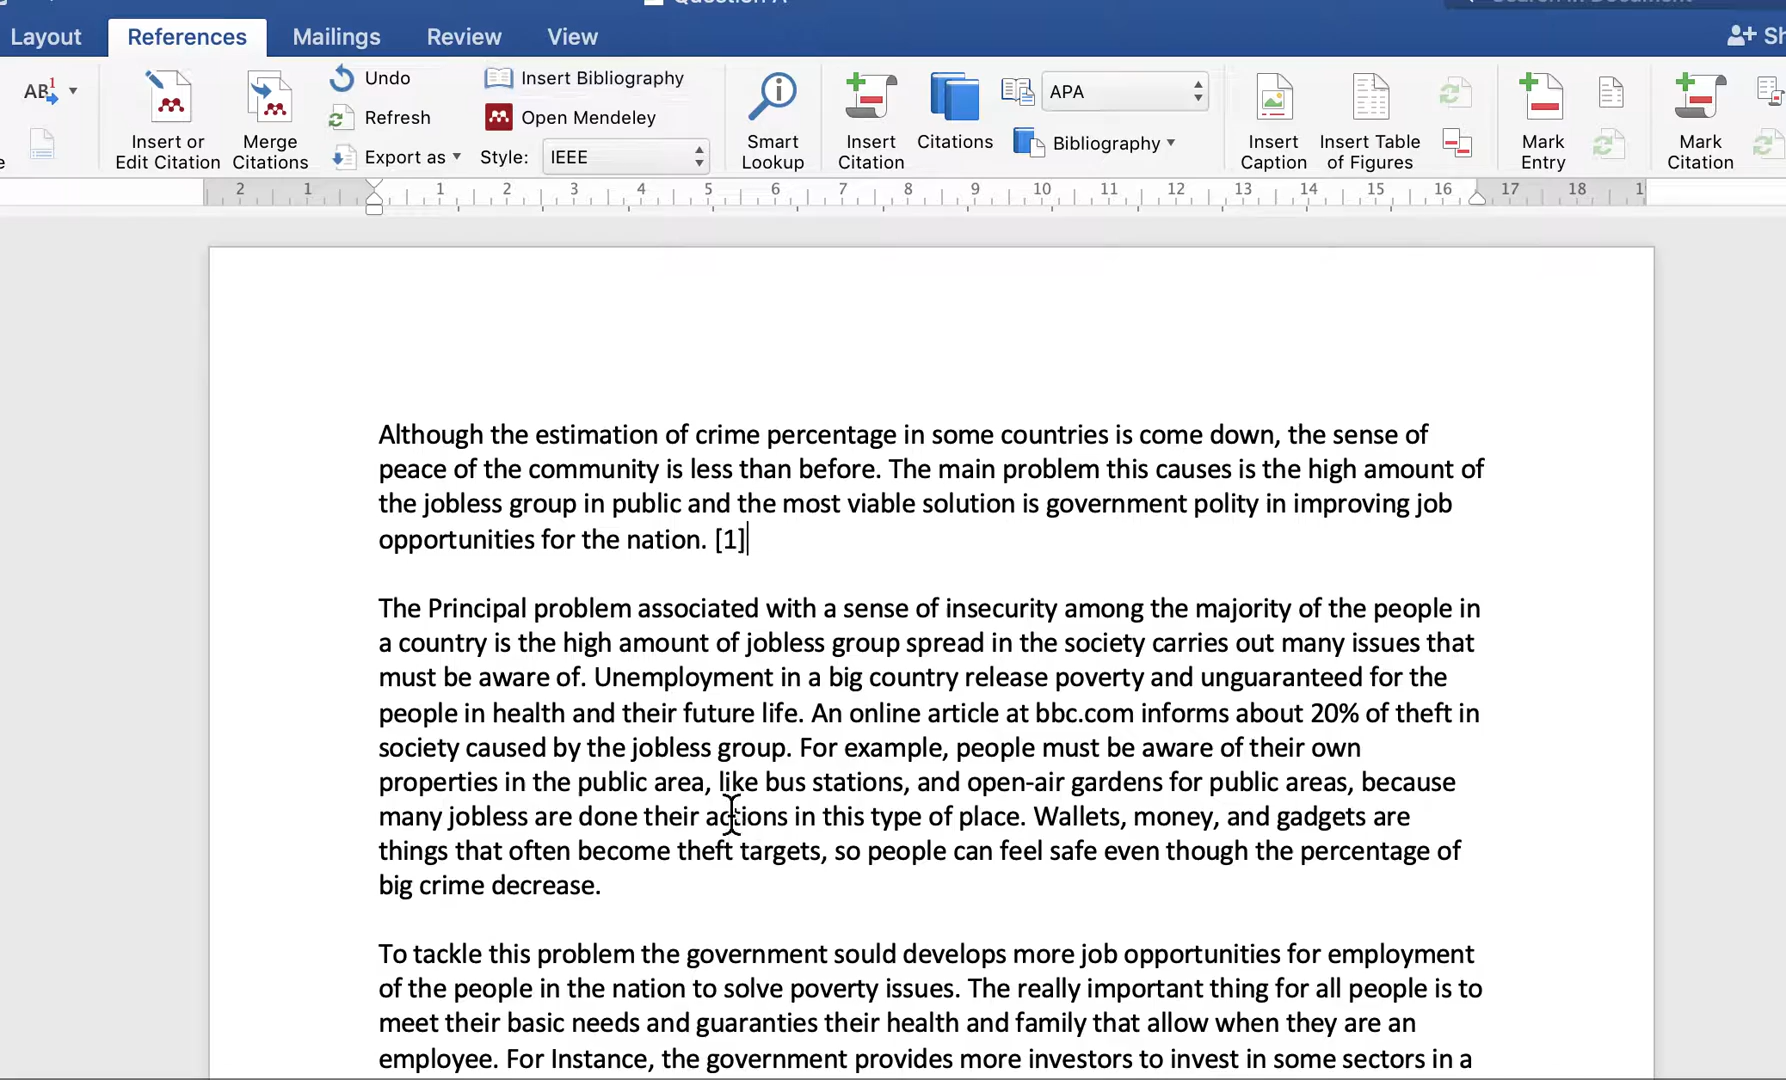 Layout References Mailings Review View Sh
AB1 Insert or Edit Citation Merge Citations Undo Refresh Export as Insert Bibliography Open Mendeley Style: IEEE Smart Lookup Insert Citation Citations APA Bibliography Insert Caption Insert Table of Figures Mark Entry Mark Citation
2 1 1 2 3 4 5 6 7 8 9 10 11 12 13 14 15 16 17 18
Although the estimation of crime percentage in some countries is come down, the sense of
peace of the community is less than before. The main problem this causes is the high amount of
the jobless group in public and the most viable solution is government polity in improving job
opportunities for the nation. [1]
The Principal problem associated with a sense of insecurity among the majority of the people in
a country is the high amount of jobless group spread in the society carries out many issues that
must be aware of. Unemployment in a big country release poverty and unguaranteed for the
people in health and their future life. An online article at bbc.com informs about 20% of theft in
society caused by the jobless group. For example, people must be aware of their own
properties in the public area, like bus stations, and open-air gardens for public areas, because
many jobless are done their actions in this type of place. Wallets, money, and gadgets are
things that often become theft targets, so people can feel safe even though the percentage of
big crime decrease.
To tackle this problem the government sould develops more job opportunities for employment
of the people in the nation to solve poverty issues. The really important thing for all people is to
meet their basic needs and guaranties their health and family that allow when they are an
employee. For Instance, the government provides more investors to invest in some sectors in a